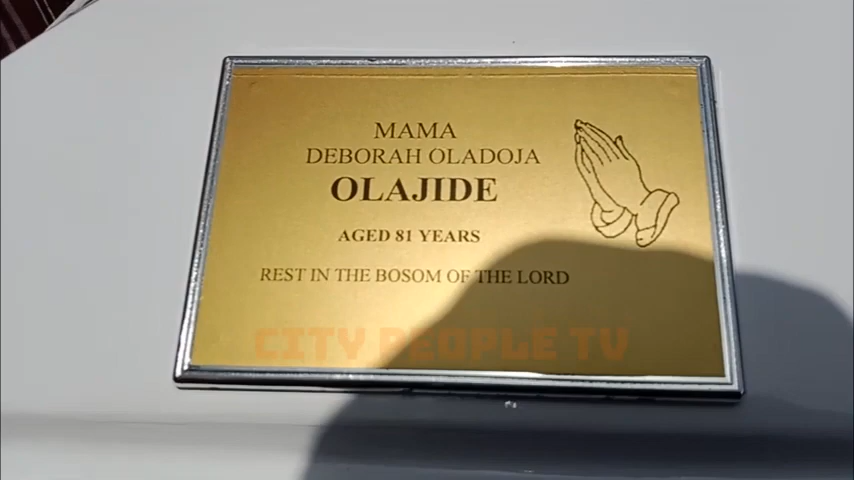 MAMA
DEBORAH OLADOJA
OLAJIDE
AGED 81 YEARS
REST IN THE BOSOM OF THE LORD
CITY PEOPLE TV